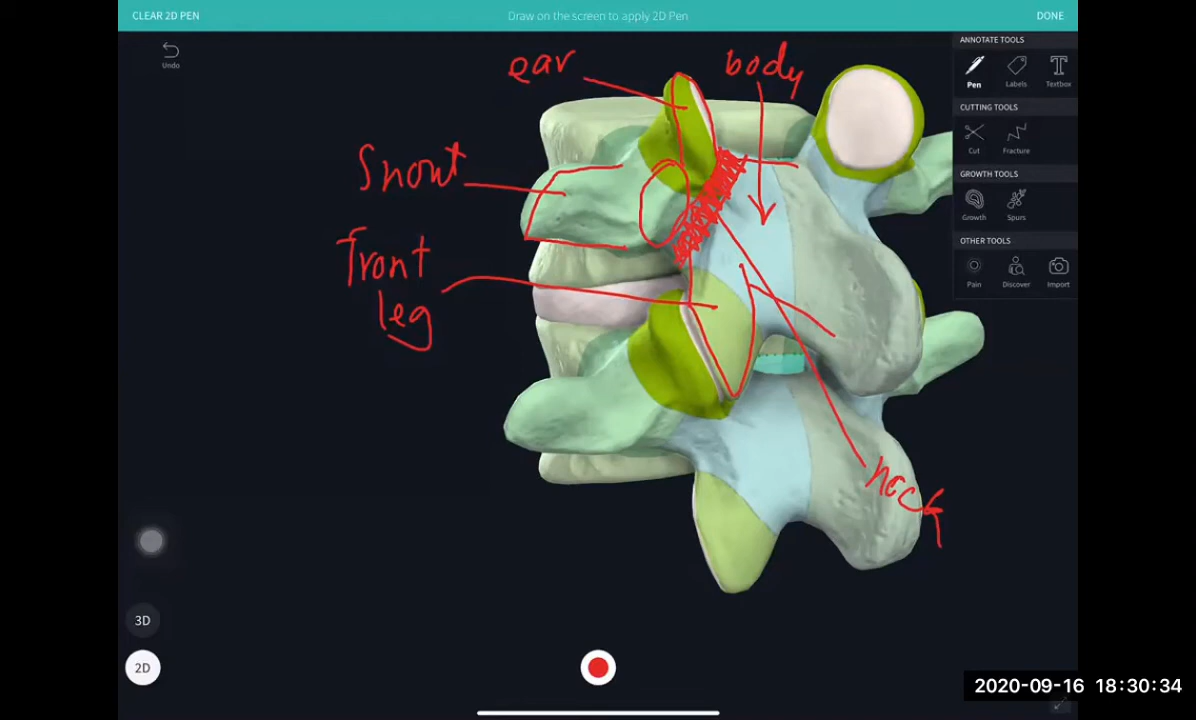 CLEAR 2D PEN
Draw on the screen to apply 2D Pen
DONE
Undo
ANNOTATE TOOLS
Pen
Labels
Textbox
CUTTING TOOLS
Cut
Fracture
GROWTH TOOLS
Growth
Spurs
OTHER TOOLS
Pain
Discover
Import
ear
body
Snout
Front
leg
neck
3D
2D
2020-09-16 18:30:34